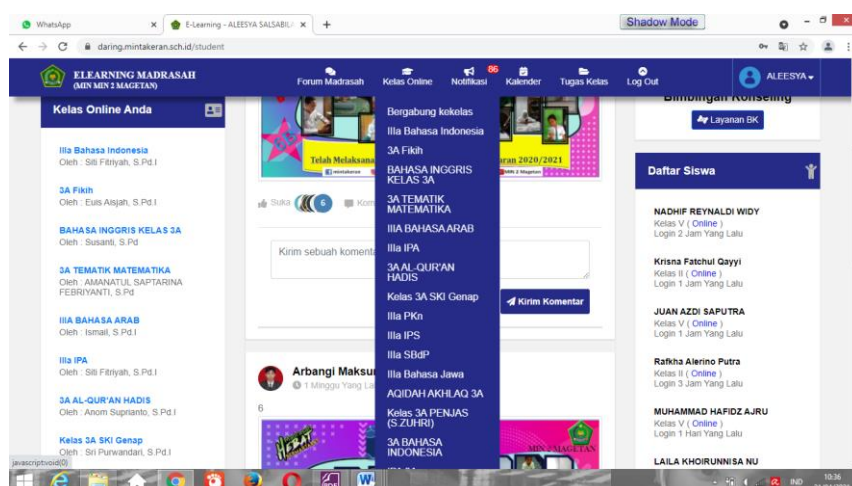 WhatsApp
E-Learning - ALEESYA SALSABIL
Shadow Mode
daring.mintakeran.sch.id/student
ELEARNING MADRASAH
(MIN MIN 2 MAGETAN)
Forum Madrasah
Kelas Online
Notifikasi
86
Kalender
Tugas Kelas
Log Out
ALEESYA
Kelas Online Anda
IIIa Bahasa Indonesia
Oleh : Siti Fitriyah, S.Pd.I
3A Fikih
Oleh : Euis Aisjah, S.Pd.I
BAHASA INGGRIS KELAS 3A
Oleh : Susanti, S.Pd
3A TEMATIK MATEMATIKA
Oleh : AMANATUL SAPTARINA
FEBRIYANTI, S.Pd
IIIA BAHASA ARAB
Oleh : Ismail, S.Pd.I
IIIa IPA
Oleh : Siti Fitriyah, S.Pd.I
3A AL-QUR'AN HADIS
Oleh : Anom Suprianto, S.Pd.I
Kelas 3A SKI Genap
Oleh : Sri Purwandari, S.Pd.I
javascript:void(0)
Telah Melaksana
aran 2020/2021
mintakeran
MIN 2 Magetan
Suka
6
Kom
Kirim sebuah komenta
Kirim Komentar
Arbangi Maksu
1 Minggu Yang La
6
HEBAT
MIN 2 MAGETAN
Bergabung kekelas
IIIa Bahasa Indonesia
3A Fikih
BAHASA INGGRIS
KELAS 3A
3A TEMATIK
MATEMATIKA
IIIA BAHASA ARAB
IIIa IPA
3A AL-QUR'AN
HADIS
Kelas 3A SKI Genap
IIIa PKn
IIIa IPS
IIIa SBdP
IIIa Bahasa Jawa
AQIDAH AKHLAQ 3A
Kelas 3A PENJAS
(S.ZUHRI)
3A BAHASA
INDONESIA
Bimbingan Konseling
Layanan BK
Daftar Siswa
NADHIF REYNALDI WIDY
Kelas V ( Online )
Login 2 Jam Yang Lalu
Krisna Fatchul Qayyi
Kelas II ( Online )
Login 1 Jam Yang Lalu
JUAN AZDI SAPUTRA
Kelas V ( Online )
Login 1 Jam Yang Lalu
Rafkha Alerino Putra
Kelas II ( Online )
Login 3 Jam Yang Lalu
MUHAMMAD HAFIDZ AJRU
Kelas V ( Online )
Login 1 Hari Yang Lalu
LAILA KHOIRUNNISA NU
IND
10:36